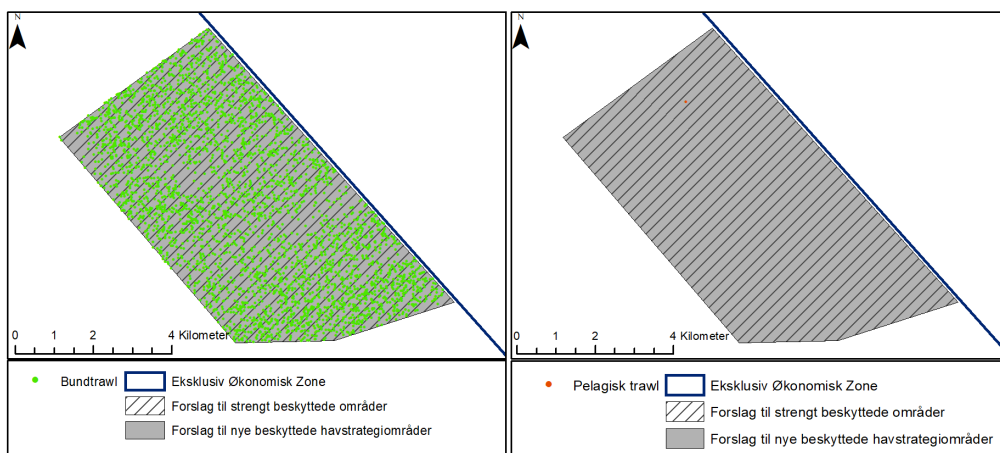 N
0 1 2 4 Kilometer
Bundtrawl
Eksklusiv Økonomisk Zone
Forslag til strengt beskyttede områder
Forslag til nye beskyttede havstrategiområder
N
0 1 2 4 Kilometer
Pelagisk trawl
Eksklusiv Økonomisk Zone
Forslag til strengt beskyttede områder
Forslag til nye beskyttede havstrategiområder